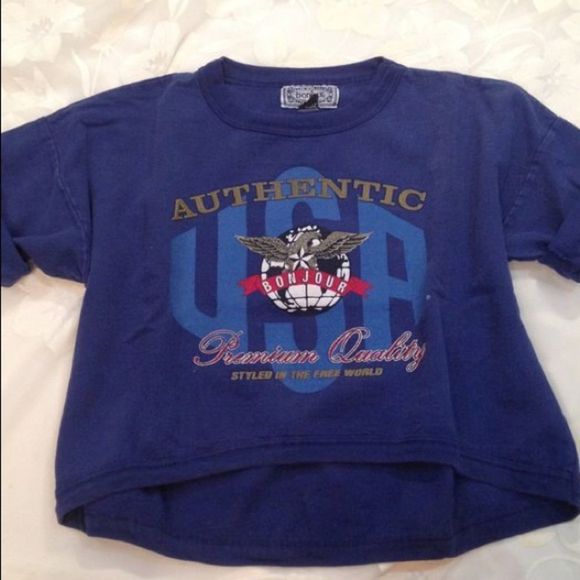 AUTHENTIC
USA
BONJOUR
Premium Quality
STYLED IN THE FREE WORLD